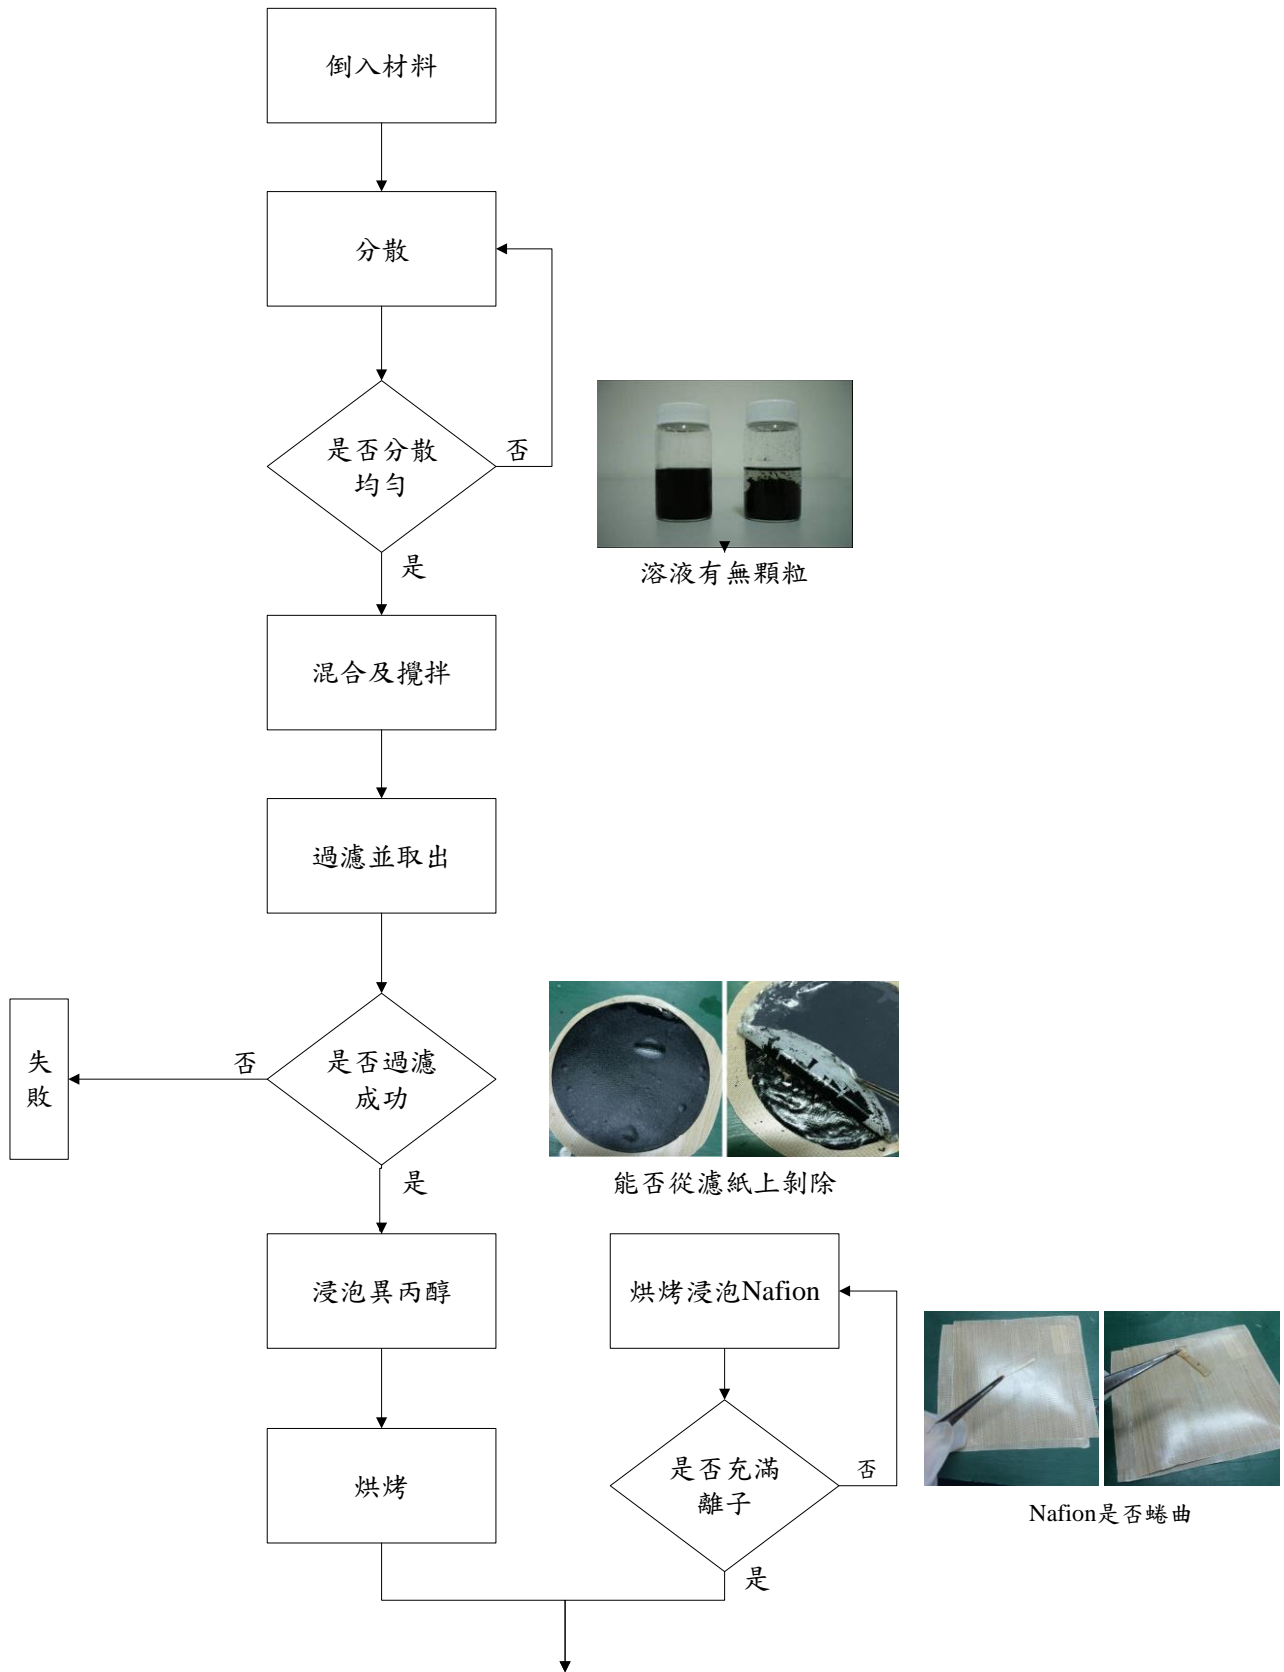 倒入材料
分散
是否分散
均勻
否
是
溶液有無顆粒
混合及攪拌
過濾並取出
是否過濾
成功
否
失
敗
是
能否從濾紙上剝除
浸泡異丙醇
烘烤浸泡Nafion
烘烤
是否充滿
離子
否
是
Nafion是否蜷曲